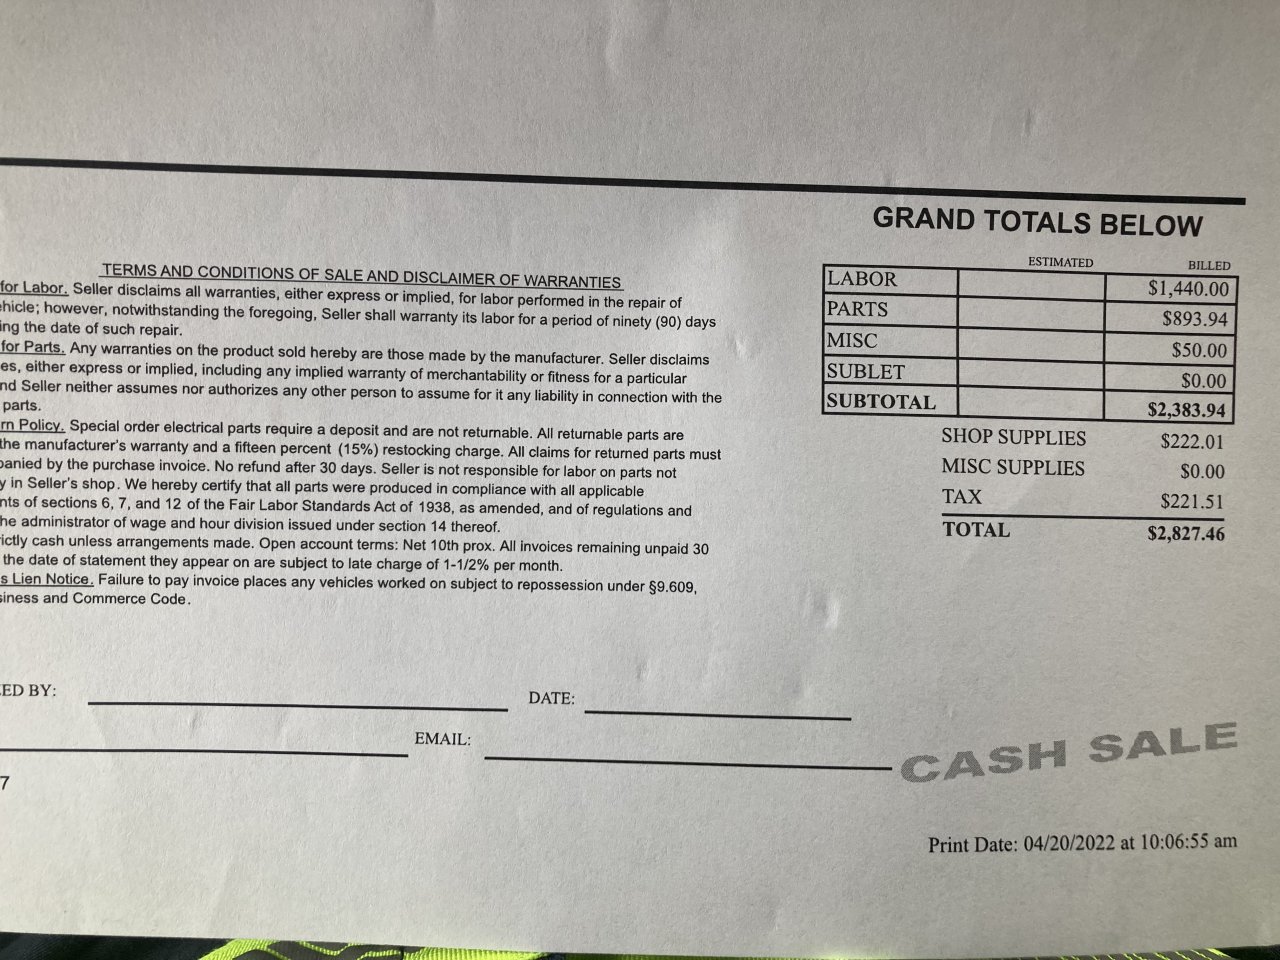 GRAND TOTALS BELOW
ESTIMATED BILLED
LABOR $1,440.00
PARTS $893.94
MISC $50.00
SUBLET $0.00
SUBTOTAL $2,383.94
SHOP SUPPLIES $222.01
MISC SUPPLIES $0.00
TAX $221.51
TOTAL $2,827.46
TERMS AND CONDITIONS OF SALE AND DISCLAIMER OF WARRANTIES
for Labor. Seller disclaims all warranties, either express or implied, for labor performed in the repair of
ehicle; however, notwithstanding the foregoing, Seller shall warranty its labor for a period of ninety (90) days
ing the date of such repair.
for Parts. Any warranties on the product sold hereby are those made by the manufacturer. Seller disclaims
es, either express or implied, including any implied warranty of merchantability or fitness for a particular
nd Seller neither assumes nor authorizes any other person to assume for it any liability in connection with the
parts.
rn Policy. Special order electrical parts require a deposit and are not returnable. All returnable parts are
the manufacturer's warranty and a fifteen percent (15%) restocking charge. All claims for returned parts must
panied by the purchase invoice. No refund after 30 days. Seller is not responsible for labor on parts not
y in Seller's shop. We hereby certify that all parts were produced in compliance with all applicable
nts of sections 6, 7, and 12 of the Fair Labor Standards Act of 1938, as amended, and of regulations and
he administrator of wage and hour division issued under section 14 thereof.
rictly cash unless arrangements made. Open account terms: Net 10th prox. All invoices remaining unpaid 30
the date of statement they appear on are subject to late charge of 1-1/2% per month.
s Lien Notice. Failure to pay invoice places any vehicles worked on subject to repossession under §9.609,
siness and Commerce Code.
ED BY: DATE:
EMAIL:
CASH SALE
7
Print Date: 04/20/2022 at 10:06:55 am